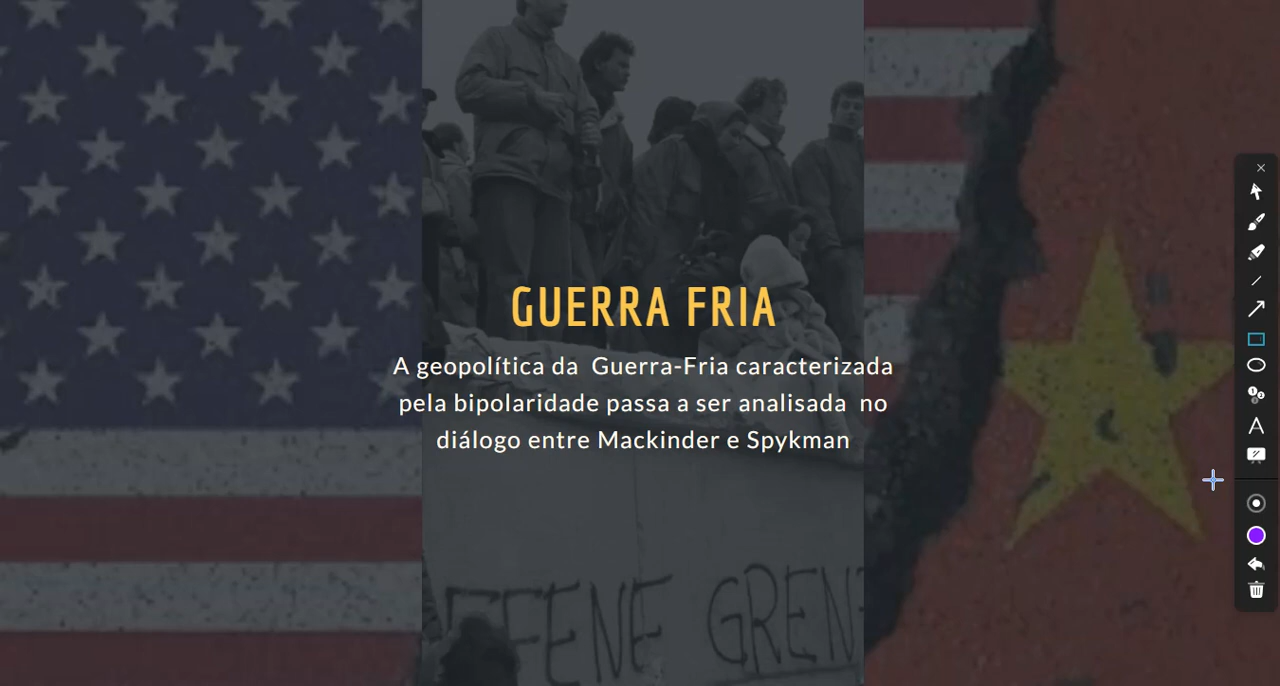 GUERRA FRIA
A geopolítica da  Guerra-Fria caracterizada
pela bipolaridade passa a ser analisada  no
diálogo entre Mackinder e Spykman